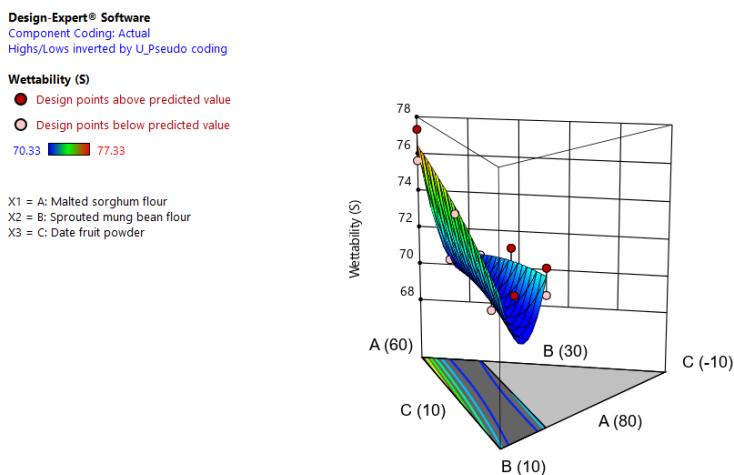 Design-Expert® Software
Component Coding: Actual
Highs/Lows inverted by U_Pseudo coding
Wettability (S)
Design points above predicted value
Design points below predicted value
70.33 77.33
X1 = A: Malted sorghum flour
X2 = B: Sprouted mung bean flour
X3 = C: Date fruit powder
78
76
74
72
70
68
Wettability (S)
A (60)
B (30)
C (-10)
C (10)
A (80)
B (10)